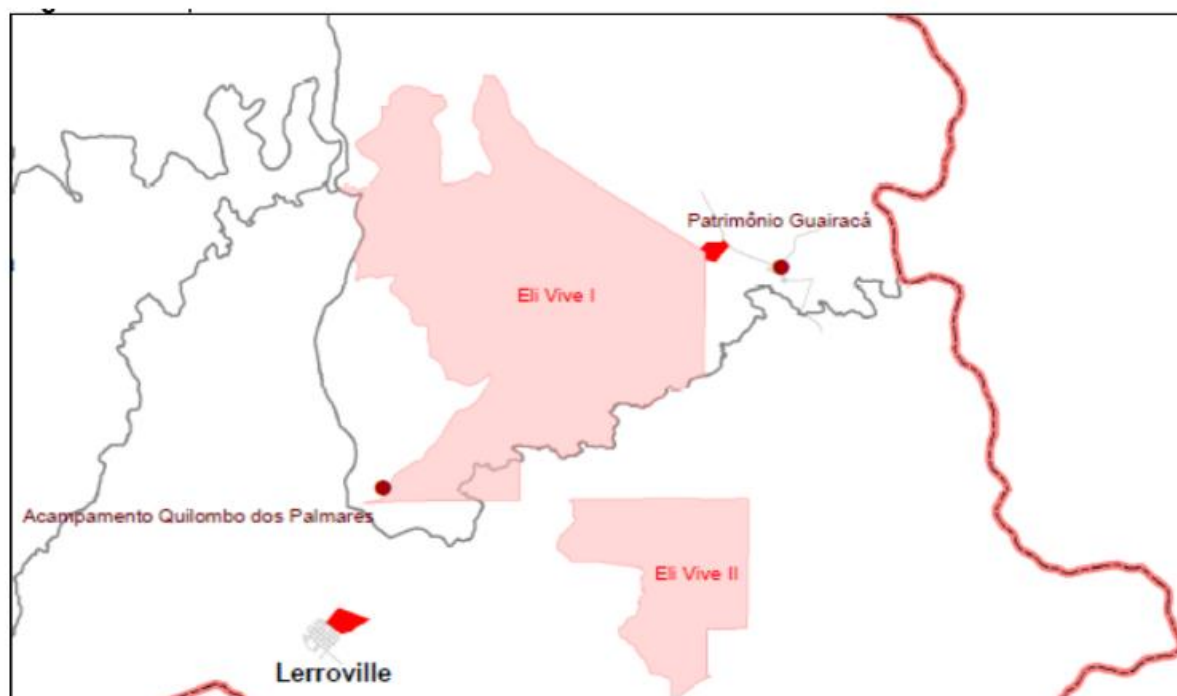 Patrimônio Guairacá
Eli Vive I
Acampamento Quilombo dos Palmares
Eli Vive II
Lerroville